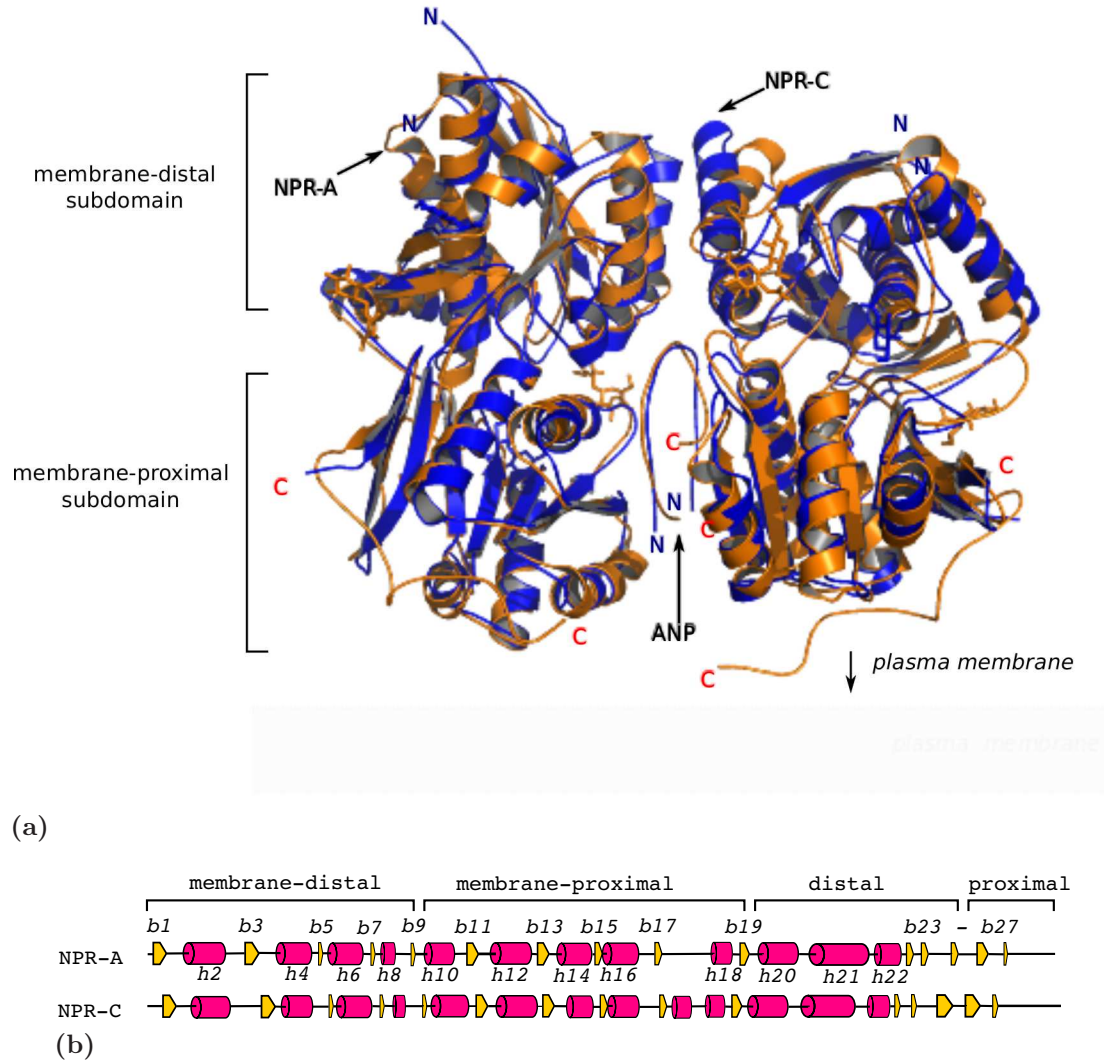 N
NPR-C
N
N
NPR-A
N
membrane-distal
subdomain
membrane-proximal
subdomain
C
C
C
N
C
N
ANP
C
C
plasma membrane
plasma membrane
(a)
membrane-distal membrane-proximal distal proximal
b1 b3 b5 b7 b9 b11 b13 b15 b17 b19 b23 - b27
NPR-A
h2 h4 h6 h8 h10 h12 h14 h16 h18 h20 h21 h22
NPR-C
(b)